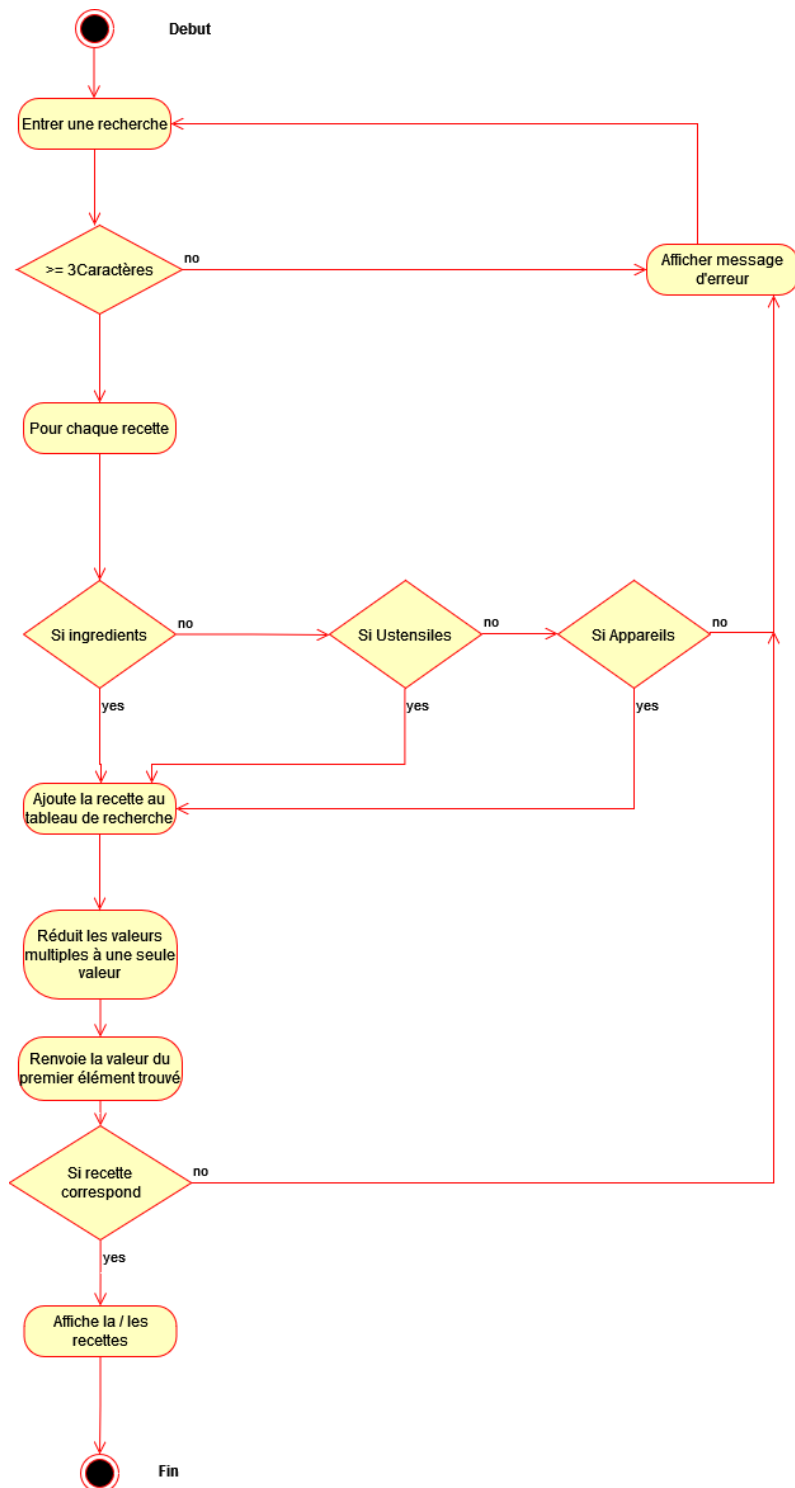 Debut
Entrer une recherche
>= 3Caractères
no
Afficher message
d'erreur
Pour chaque recette
Si ingredients
no
Si Ustensiles
no
Si Appareils
no
yes
yes
yes
Ajoute la recette au
tableau de recherche
Réduit les valeurs
multiples à une seule
valeur
Renvoie la valeur du
premier élément trouvé
Si recette
correspond
no
yes
Affiche la / les
recettes
Fin